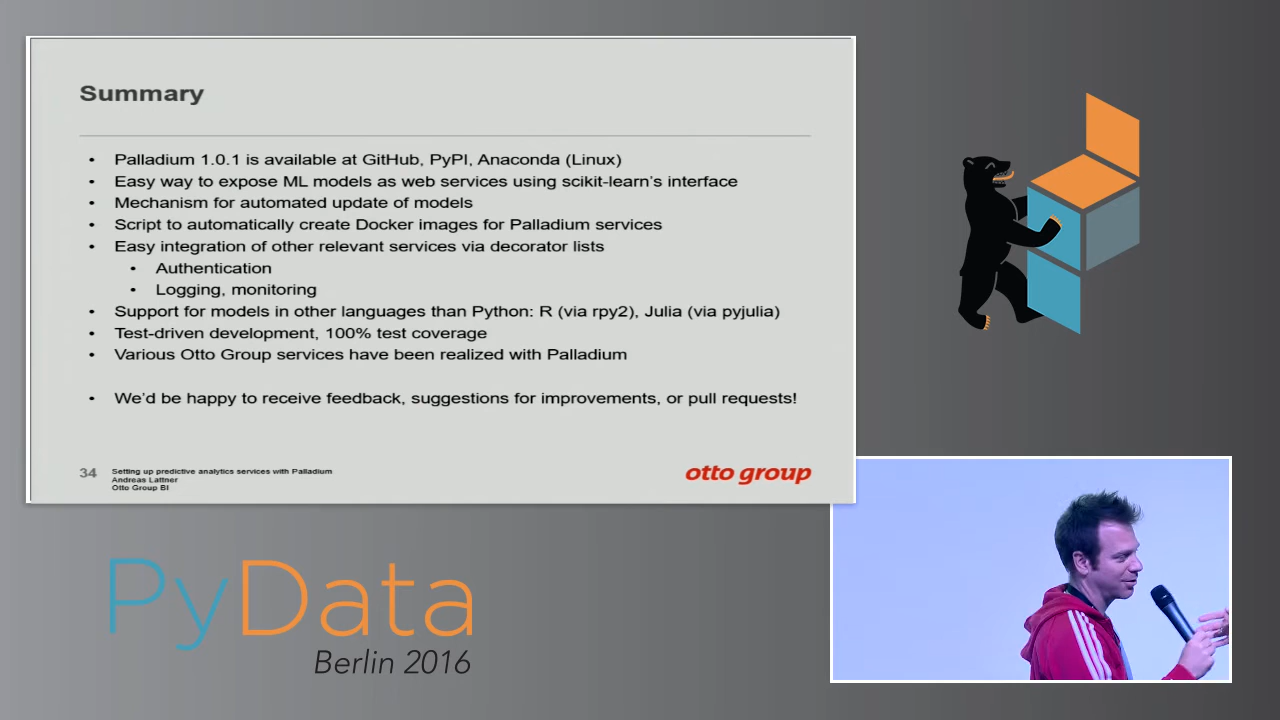 Summary
• Palladium 1.0.1 is available at GitHub, PyPI, Anaconda (Linux)
• Easy way to expose ML models as web services using scikit-learn's interface
• Mechanism for automated update of models
• Script to automatically create Docker images for Palladium services
• Easy integration of other relevant services via decorator lists
• Authentication
• Logging, monitoring
• Support for models in other languages than Python: R (via rpy2), Julia (via pyjulia)
• Test-driven development, 100% test coverage
• Various Otto Group services have been realized with Palladium
• We'd be happy to receive feedback, suggestions for improvements, or pull requests!
34
Setting up predictive analytics services with Palladium
Andreas Lattner
Otto Group BI
otto group
PyData
Berlin 2016